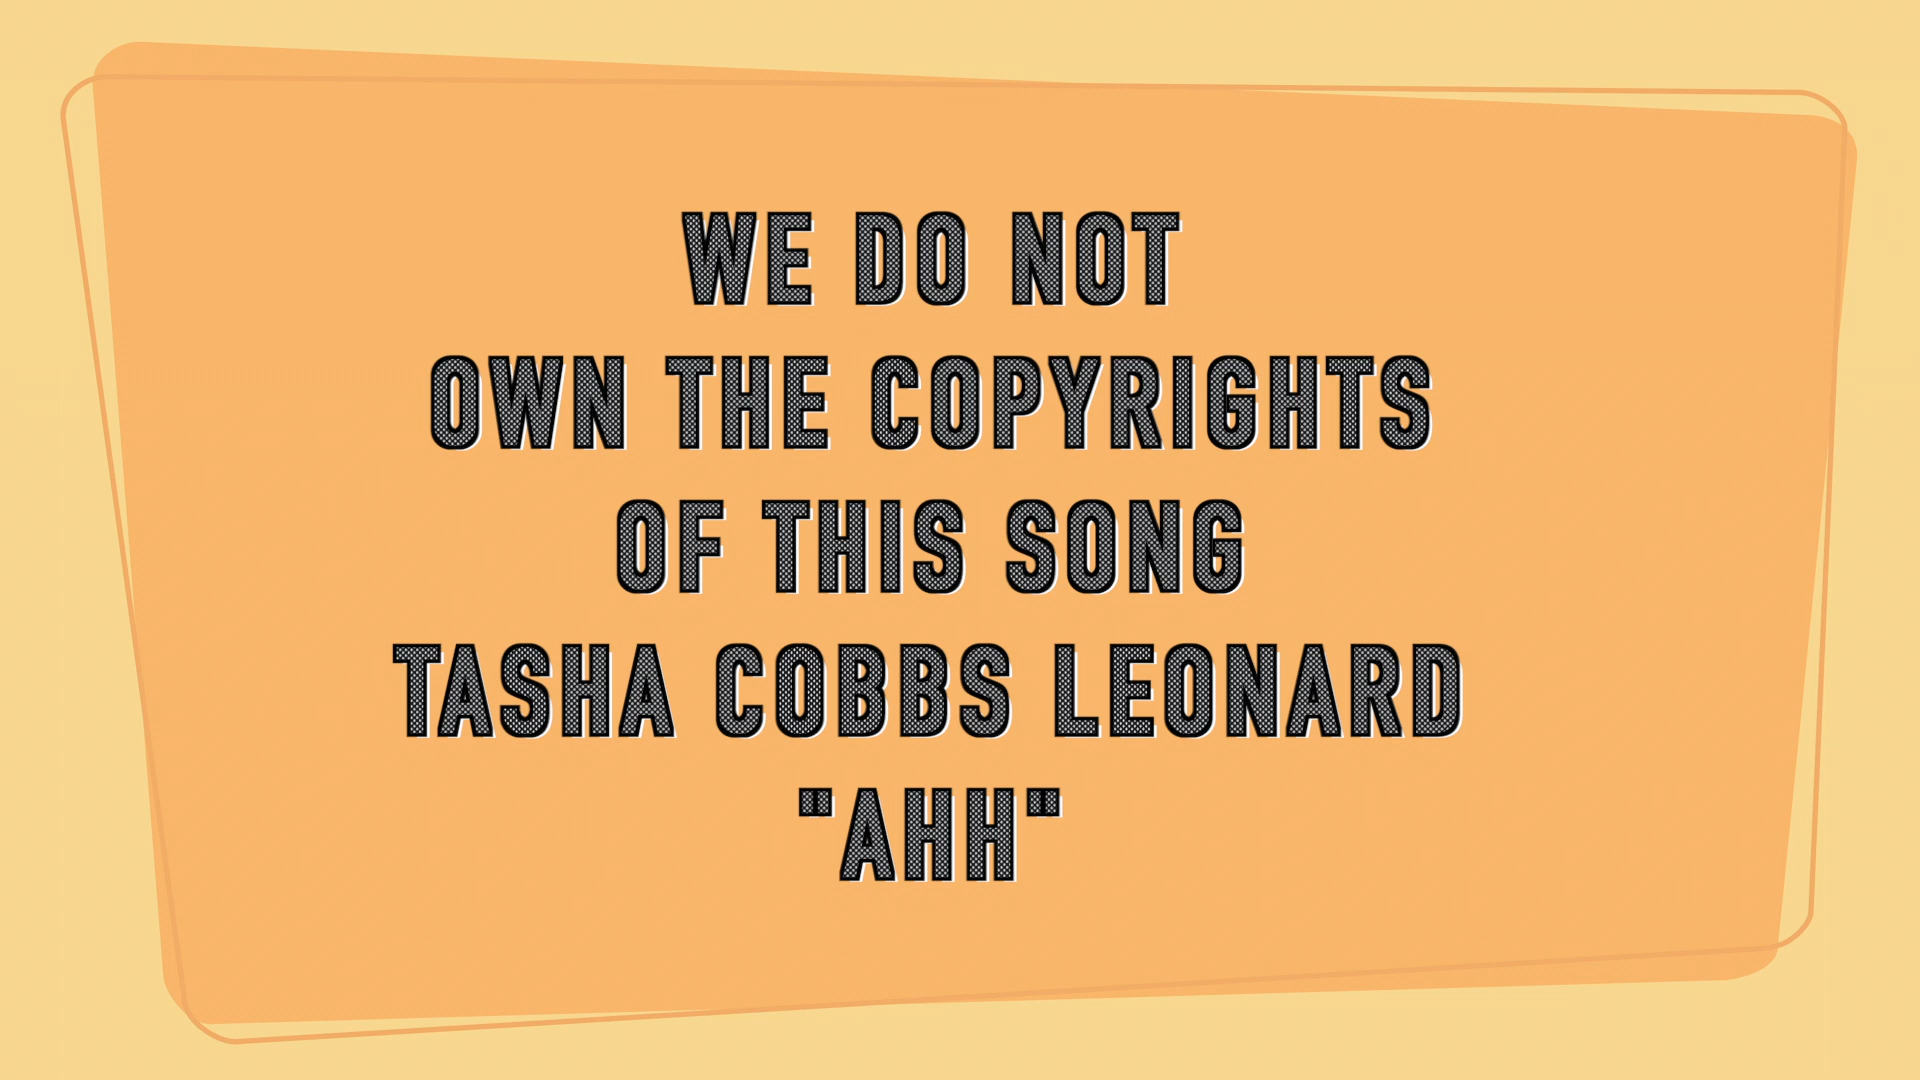 WE DO NOT
OWN THE COPYRIGHTS
OF THIS SONG
TASHA COBBS LEONARD
"AHH"